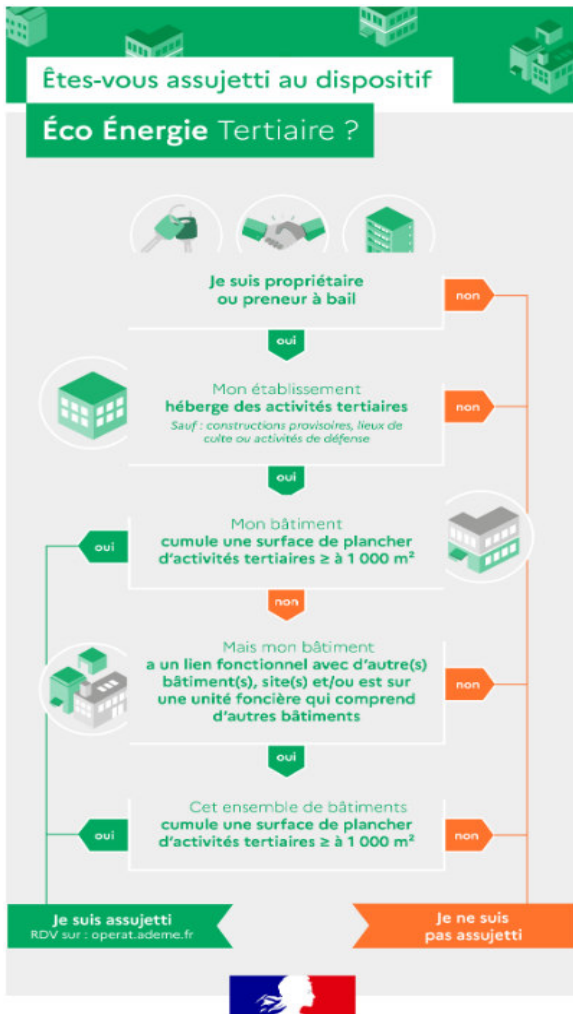 Êtes-vous assujetti au dispositif
Éco Énergie Tertiaire ?
Je suis propriétaire
ou preneur à bail
non
oui
Mon établissement
héberge des activités tertiaires
Sauf : constructions provisoires, lieux de
culte ou activités de défense
non
oui
Mon bâtiment
cumule une surface de plancher
d'activités tertiaires ≥ à 1 000 m²
oui
non
Mais mon bâtiment
a un lien fonctionnel avec d'autre(s)
bâtiment(s), site(s) et/ou est sur
une unité foncière qui comprend
d'autres bâtiments
non
oui
Cet ensemble de bâtiments
cumule une surface de plancher
d'activités tertiaires ≥ à 1 000 m²
oui
non
Je suis assujetti
RDV sur : operat.ademe.fr
Je ne suis
pas assujetti